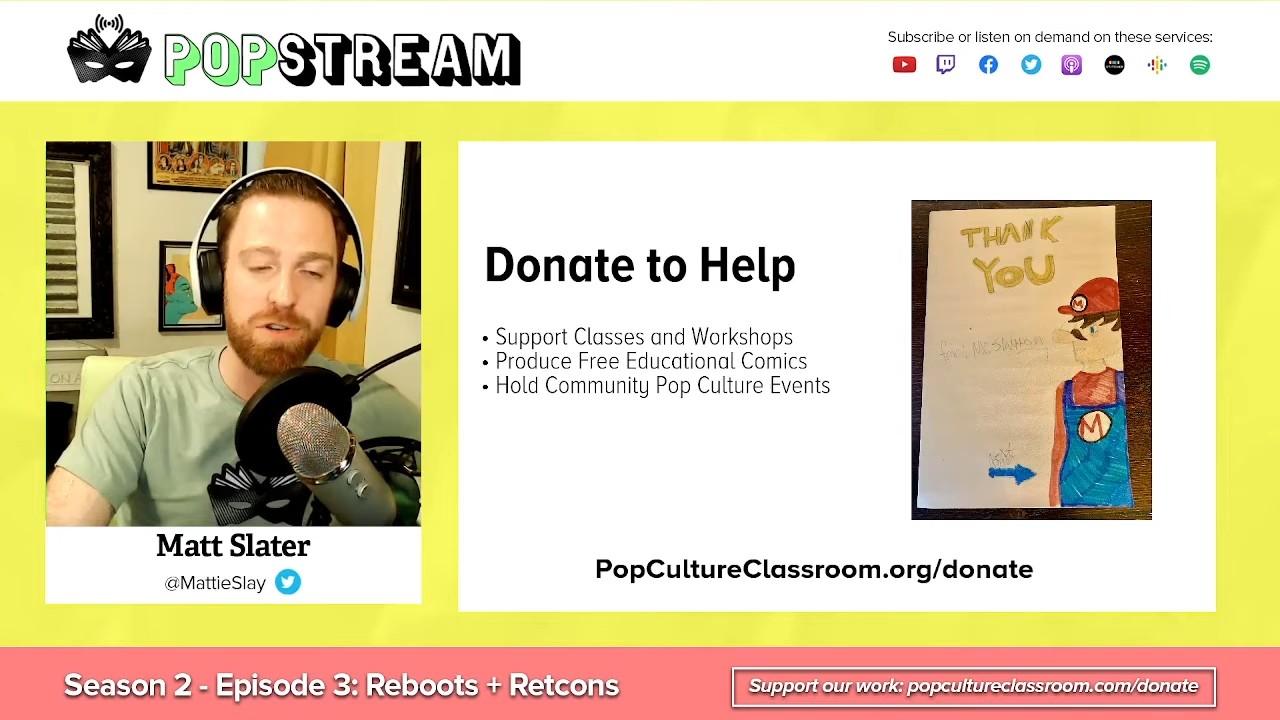 POPSTREAM
Subscribe or listen on demand on these services:
Donate to Help
• Support Classes and Workshops
• Produce Free Educational Comics
• Hold Community Pop Culture Events
THANK
YOU
M
M
PopCultureClassroom.org/donate
Matt Slater
@MattieSlay
Season 2 - Episode 3: Reboots + Retcons
Support our work: popcultureclassroom.com/donate